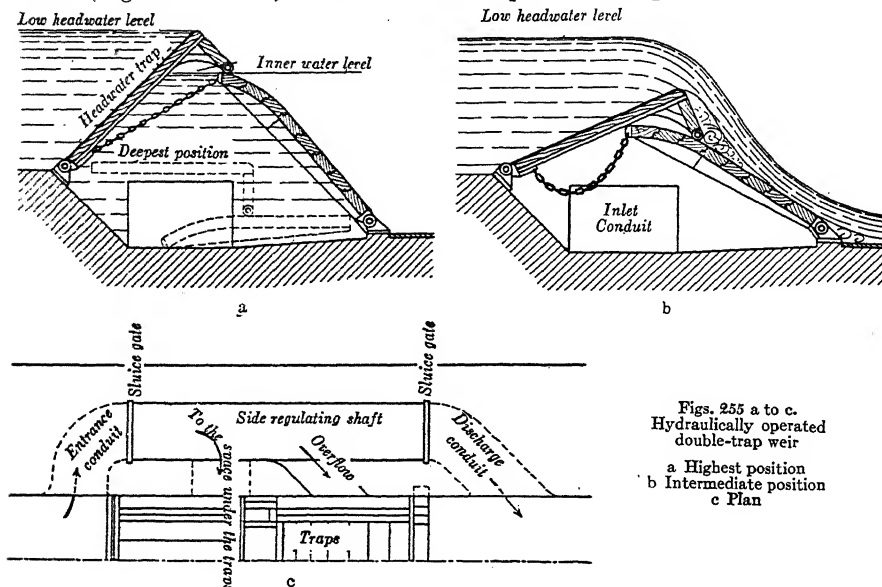 Low headwater level
Headwater trap
Inner water level
Deepest position
a
Low headwater level
Inlet
Conduit
b
Sluice gate
Sluice gate
Entrance
conduit
To the
space under the traps
Side regulating shaft
Overflow
Discharge
conduit
Traps
c
Figs. 255 a to c.
Hydraulically operated
double-trap weir
a Highest position
b Intermediate position
c Plan